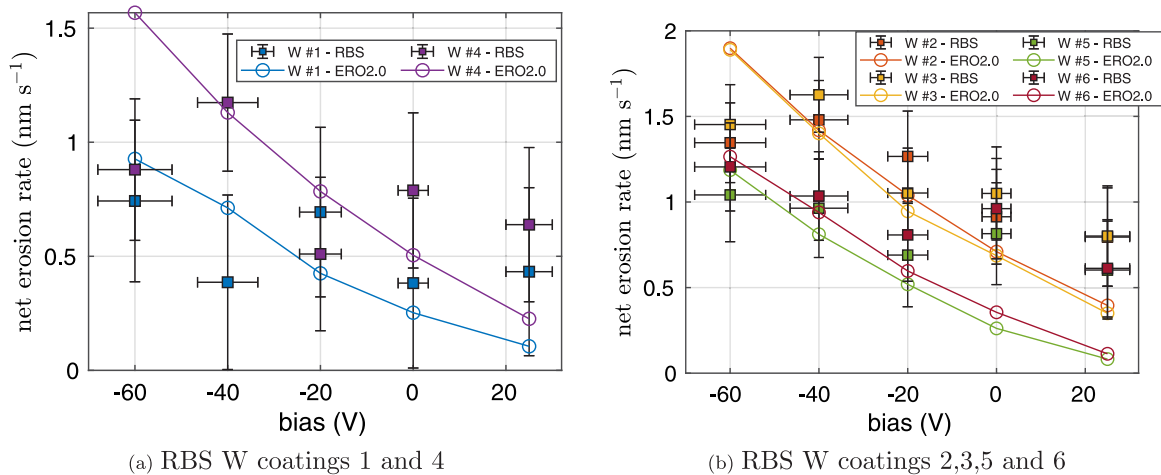 1.5
1
0.5
0
-60
-40
-20
0
20
net erosion rate (nm s⁻¹)
bias (V)
W #1 - RBS
W #4 - RBS
W #1 - ERO2.0
W #4 - ERO2.0
(a) RBS W coatings 1 and 4
2
1.5
1
0.5
0
-60
-40
-20
0
20
net erosion rate (nm s⁻¹)
bias (V)
W #2 - RBS
W #5 - RBS
W #2 - ERO2.0
W #5 - ERO2.0
W #3 - RBS
W #6 - RBS
W #3 - ERO2.0
W #6 - ERO2.0
(b) RBS W coatings 2,3,5 and 6